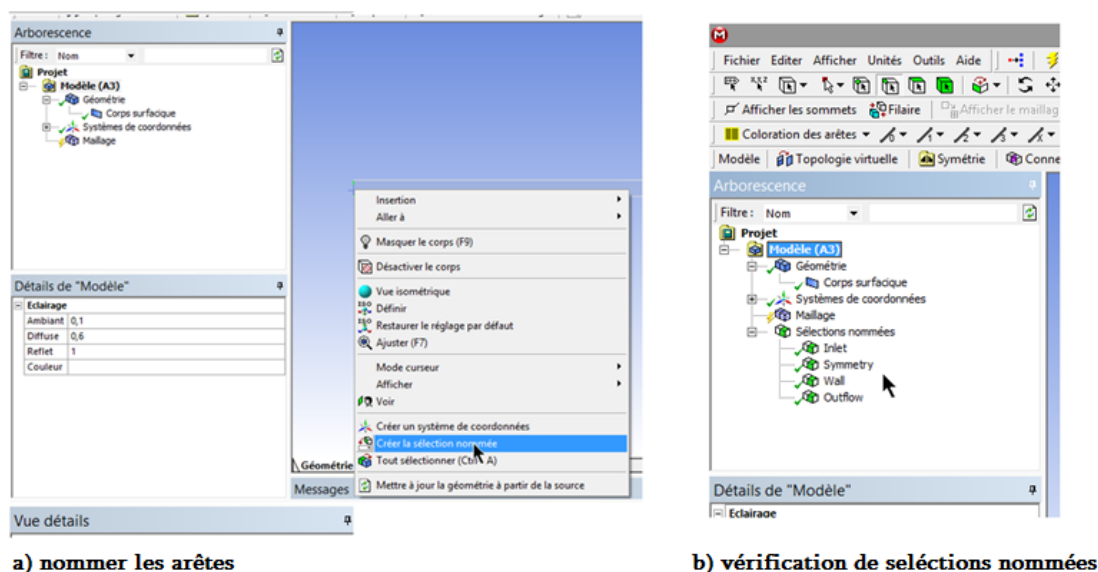 Arborescence
Filtre : Nom
Projet
Modèle (A3)
Géométrie
Corps surfacique
Systèmes de coordonnées
Maillage
Détails de "Modèle"
Eclairage
Ambiant 0,1
Diffuse 0,6
Reflet 1
Couleur
Vue détails
Insertion
Aller à
Masquer le corps (F9)
Désactiver le corps
Vue isométrique
Définir
Restaurer le réglage par défaut
Ajuster (F7)
Mode curseur
Afficher
Voir
Créer un système de coordonnées
Créer la sélection nommée
Tout sélectionner (Ctrl A)
Mettre à jour la géométrie à partir de la source
Géométrie
Messages
a) nommer les arêtes
Fichier Editer Afficher Unités Outils Aide
Afficher les sommets Filaire Afficher le maillag
Coloration des arêtes
Modèle Topologie virtuelle Symétrie Conne
Arborescence
Filtre : Nom
Projet
Modèle (A3)
Géométrie
Corps surfacique
Systèmes de coordonnées
Maillage
Sélections nommées
Inlet
Symmetry
Wall
Outflow
Détails de "Modèle"
Eclairage
b) vérification de seléctions nommées